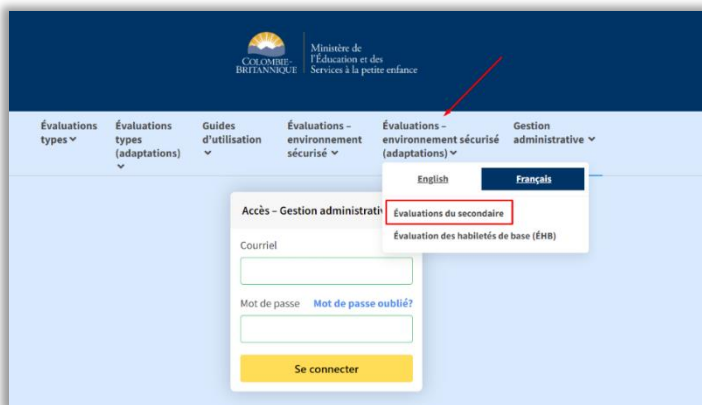 COLOMBIE-
BRITANNIQUE
Ministère de
l'Éducation et des
Services à la petite enfance
Évaluations
types
Évaluations
types
(adaptations)
Guides
d'utilisation
Évaluations –
environnement
sécurisé
Évaluations –
environnement sécurisé
(adaptations)
Gestion
administrative
English
Français
Évaluations du secondaire
Évaluation des habiletés de base (ÉHB)
Accès – Gestion administrati
Courriel
Mot de passe Mot de passe oublié?
Se connecter